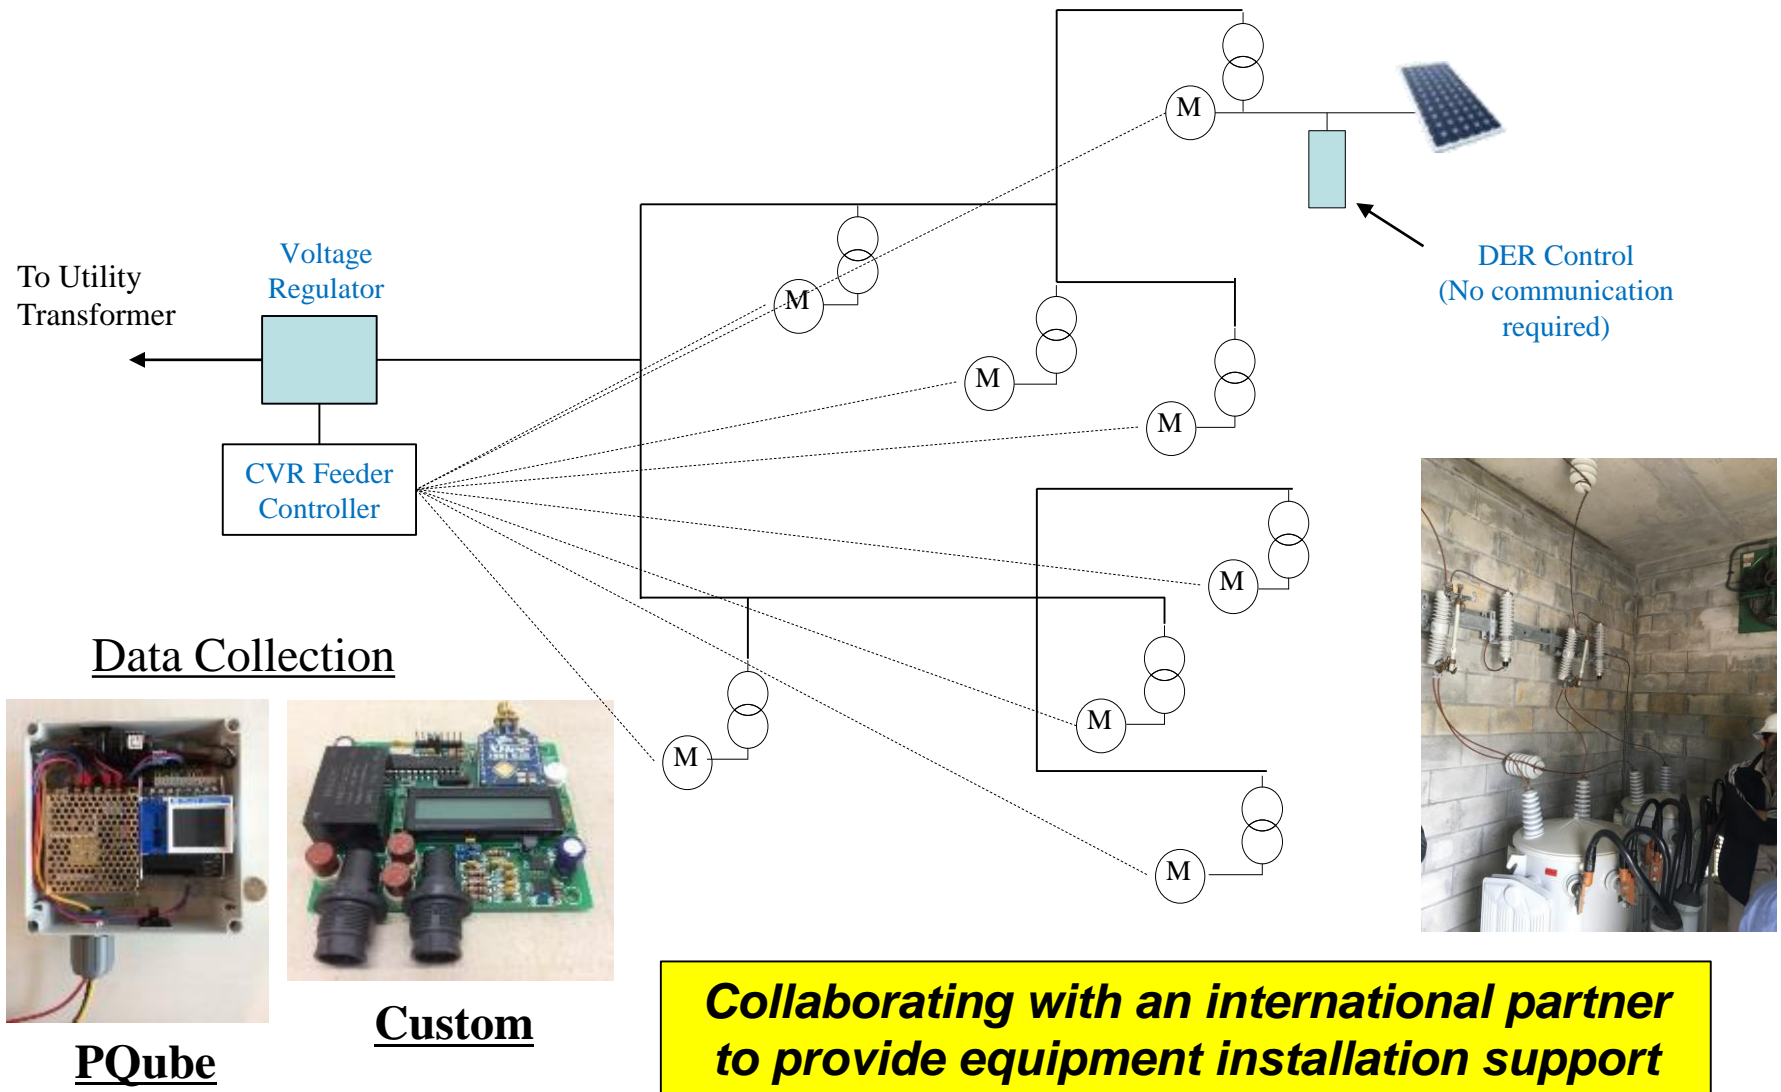 To Utility
Transformer
Voltage
Regulator
CVR Feeder
Controller
M
M
M
M
M
M
M
M
DER Control
(No communication
required)
Data Collection
PQube
Custom
Collaborating with an international partner
to provide equipment installation support